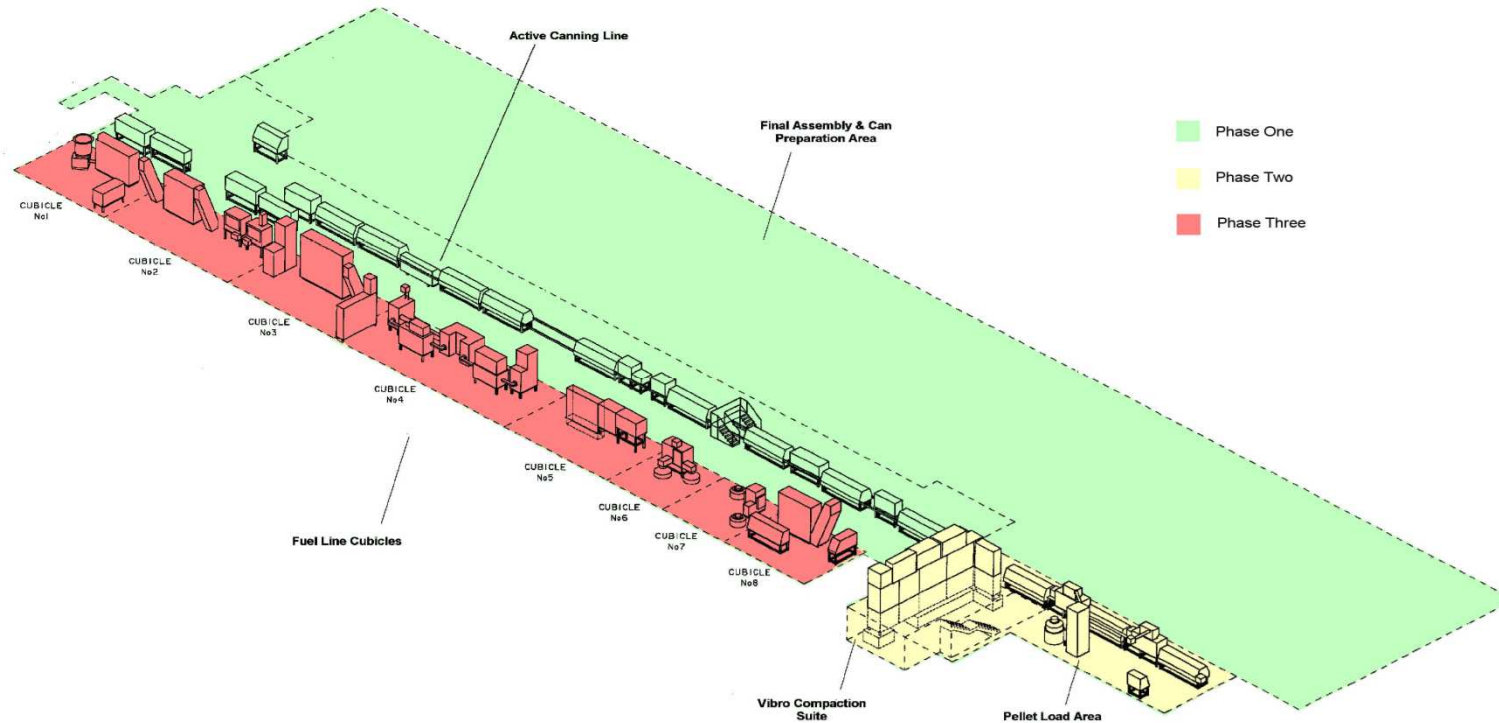 Active Canning Line
Final Assembly & Can
Preparation Area
Phase One
Phase Two
Phase Three
CUBICLE
No1
CUBICLE
No2
CUBICLE
No3
CUBICLE
No4
CUBICLE
No5
CUBICLE
No6
CUBICLE
No7
CUBICLE
No8
Fuel Line Cubicles
Vibro Compaction
Suite
Pellet Load Area